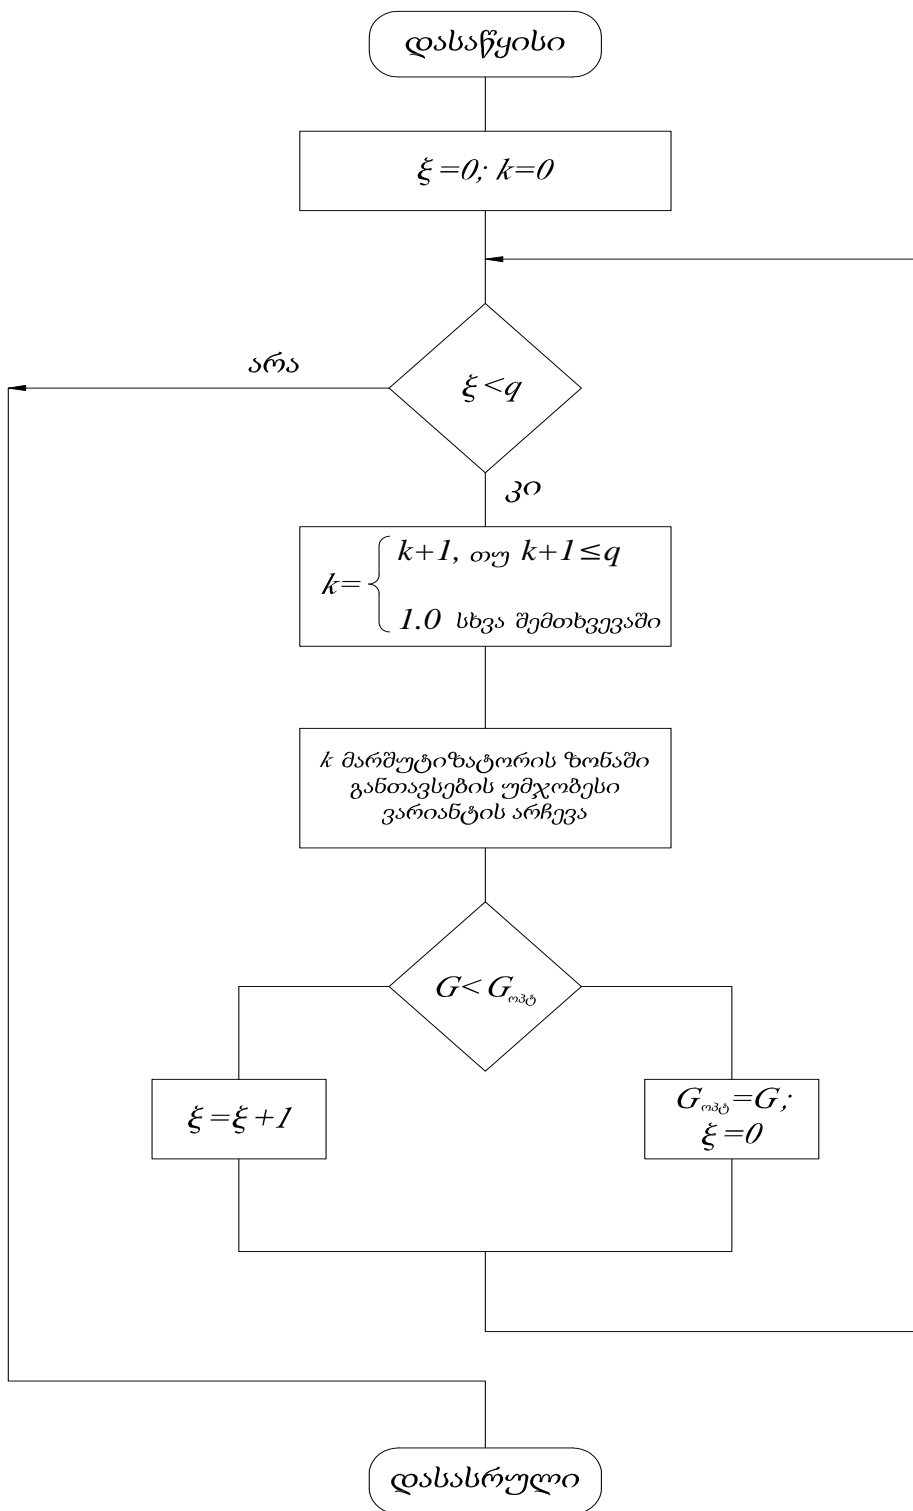 დასაწყისი
ξ=0; k=0
ξ<q
არა
კი
k+1, თუ k+1≤q
k=
1.0 სხვა შემთხვევაში
k მარშუტიზატორის ზონაში
განთავსების უმჯობესი
ვარიანტის არჩევა
G<Gოპტ
ξ=ξ+1
Gოპტ=G;
ξ=0
დასასრული